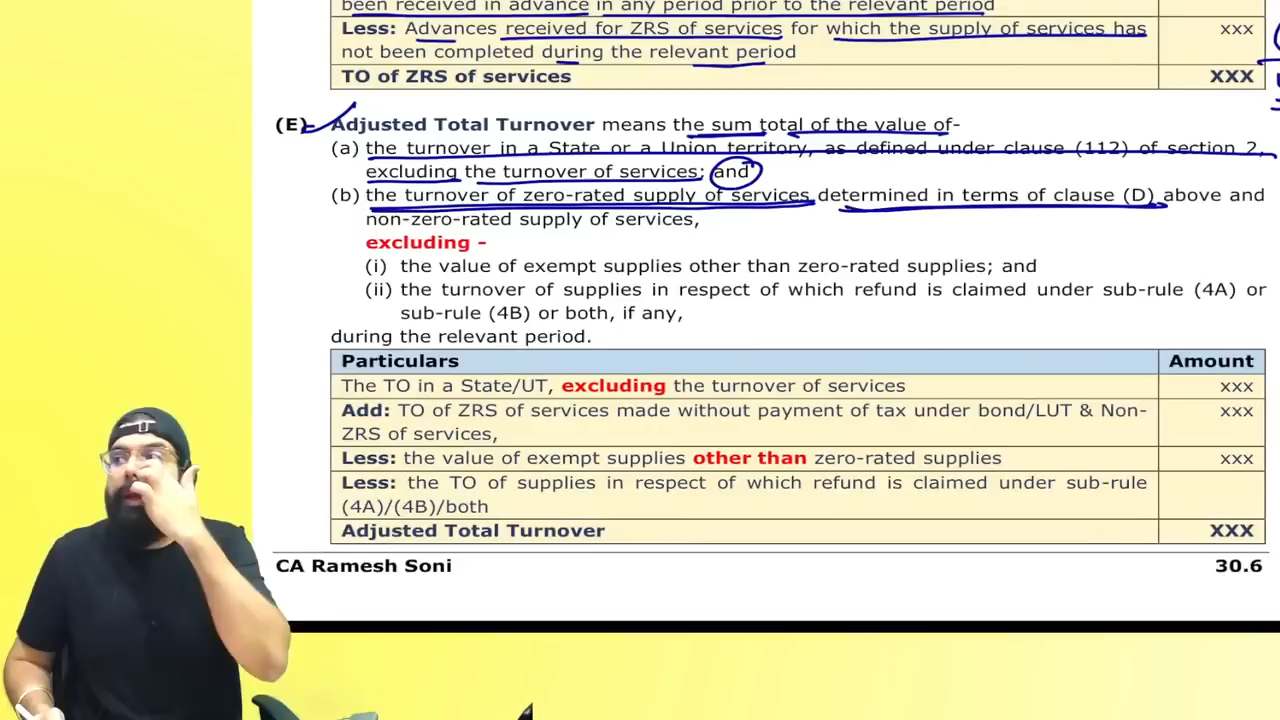 been received in advance in any period prior to the relevant period
Less: Advances received for ZRS of services for which the supply of services has xxx
not been completed during the relevant period
TO of ZRS of services XXX
(E) Adjusted Total Turnover means the sum total of the value of-
(a) the turnover in a State or a Union territory, as defined under clause (112) of section 2,
excluding the turnover of services; and
(b) the turnover of zero-rated supply of services determined in terms of clause (D) above and
non-zero-rated supply of services,
excluding -
(i) the value of exempt supplies other than zero-rated supplies; and
(ii) the turnover of supplies in respect of which refund is claimed under sub-rule (4A) or
sub-rule (4B) or both, if any,
during the relevant period.
Particulars Amount
The TO in a State/UT, excluding the turnover of services xxx
Add: TO of ZRS of services made without payment of tax under bond/LUT & Non- xxx
ZRS of services,
Less: the value of exempt supplies other than zero-rated supplies xxx
Less: the TO of supplies in respect of which refund is claimed under sub-rule
(4A)/(4B)/both
Adjusted Total Turnover XXX
CA Ramesh Soni 30.6